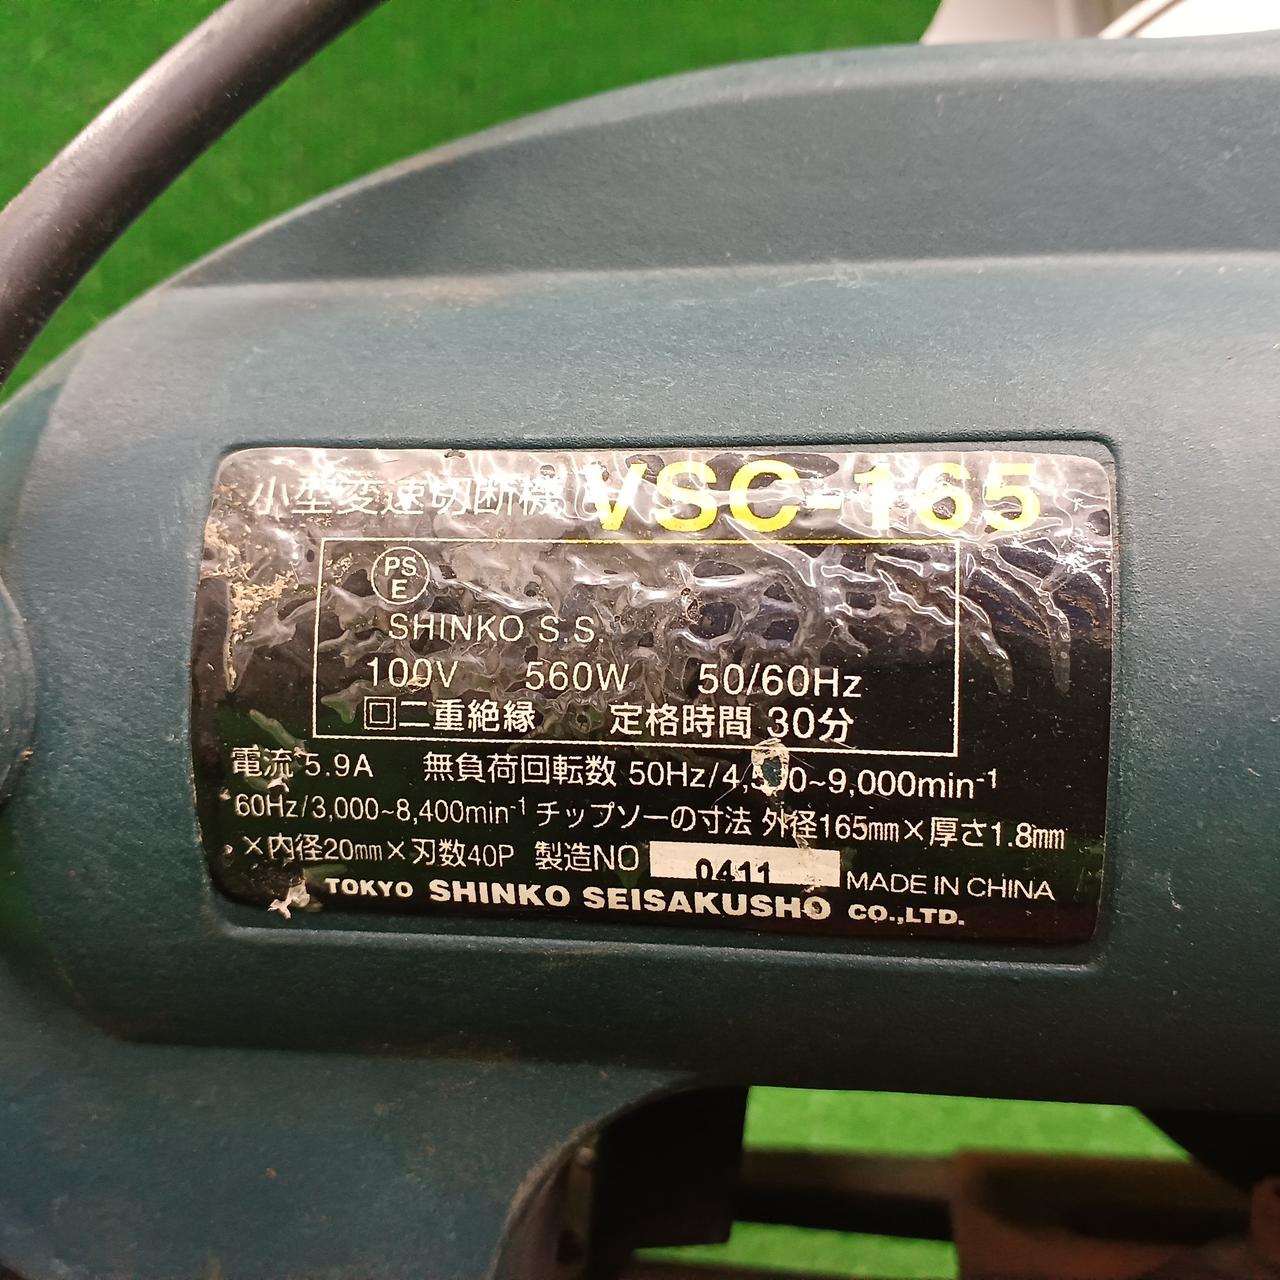 小型変速切断機 VSC-165
PS
E
SHINKO S.S.
100V 560W 50/60Hz
回二重絶縁 定格時間 30分
電流 5.9A 無負荷回転数 50Hz/ ~9,000min-1
60Hz/3,000~8,400min-1 チップソーの寸法 外径165mm×厚さ1.8mm
×内径20mm×刃数40P 製造NO 0411 MADE IN CHINA
TOKYO SHINKO SEISAKUSHO CO.,LTD.